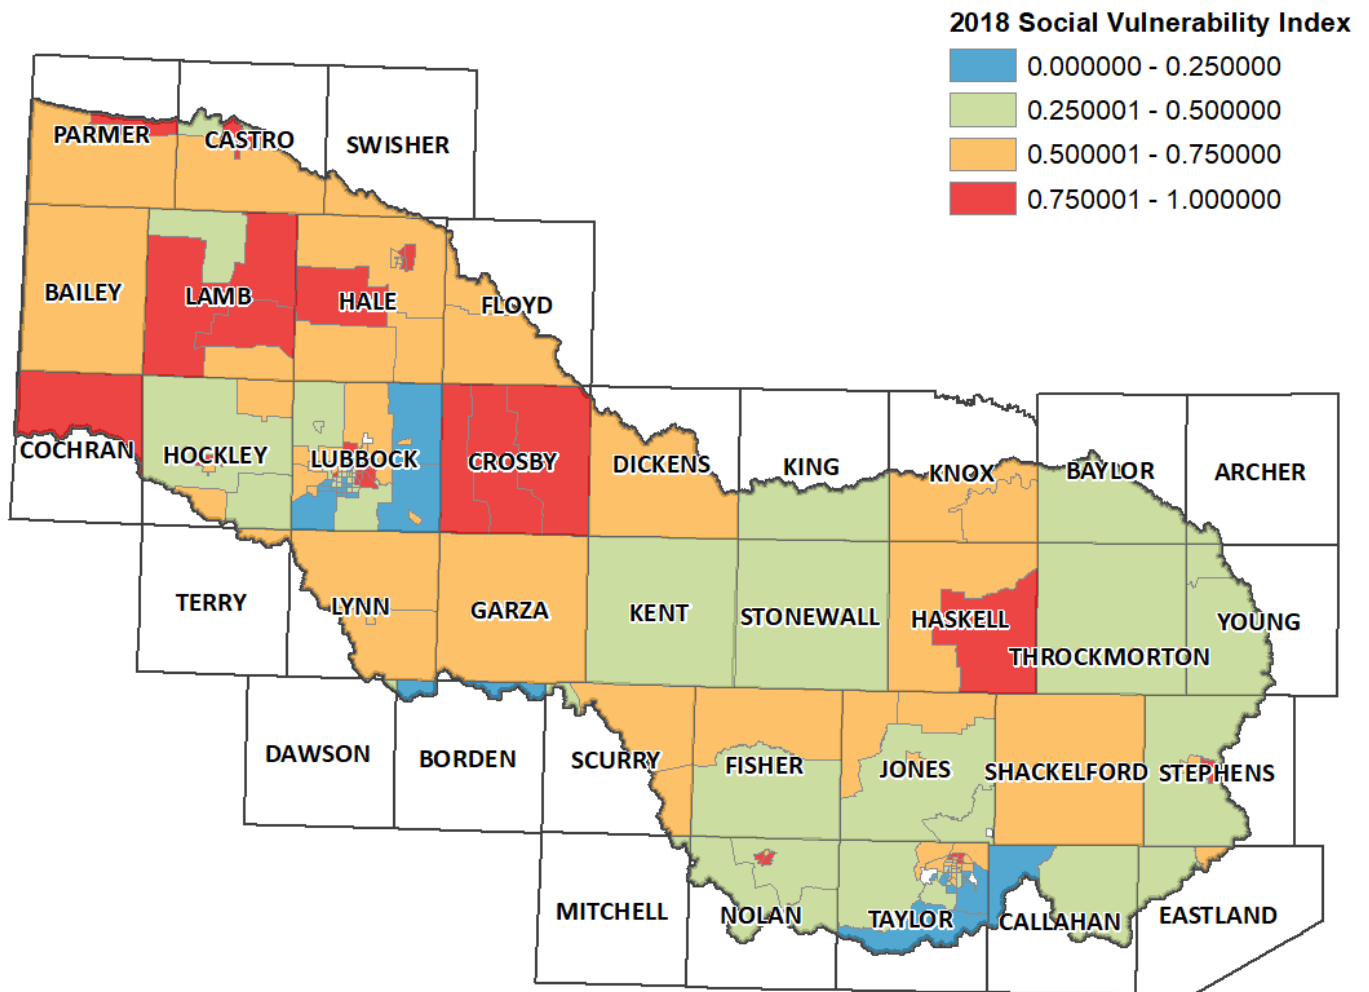 2018 Social Vulnerability Index
0.000000 - 0.250000
0.250001 - 0.500000
0.500001 - 0.750000
0.750001 - 1.000000
PARMER
CASTRO
SWISHER
BAILEY
LAMB
HALE
FLOYD
COCHRAN
HOCKLEY
LUBBOCK
CROSBY
DICKENS
KING
KNOX
BAYLOR
ARCHER
TERRY
LYNN
GARZA
KENT
STONEWALL
HASKELL
THROCKMORTON
YOUNG
DAWSON
BORDEN
SCURRY
FISHER
JONES
SHACKELFORD
STEPHENS
MITCHELL
NOLAN
TAYLOR
CALLAHAN
EASTLAND